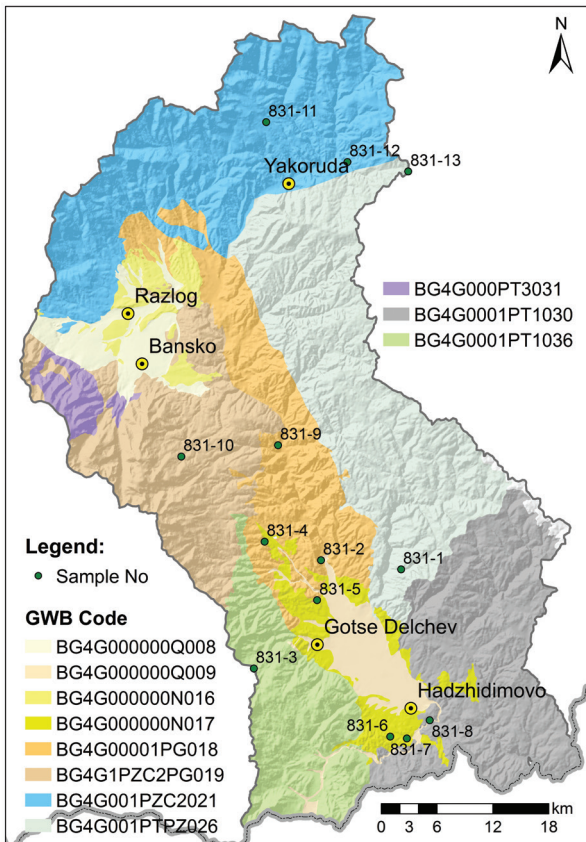 N
831-11
831-12
831-13
Yakoruda
BG4G000PT3031
BG4G0001PT1030
BG4G0001PT1036
Razlog
Bansko
831-9
831-10
831-4
831-2
831-1
831-5
Gotse Delchev
831-3
Hadzhidimovo
831-6
831-7
831-8
Legend:
Sample No
GWB Code
BG4G000000Q008
BG4G000000Q009
BG4G000000N016
BG4G000000N017
BG4G00001PG018
BG4G1PZC2PG019
BG4G001PZC2021
BG4G001PTPZ026
km
0 3 6 12 18